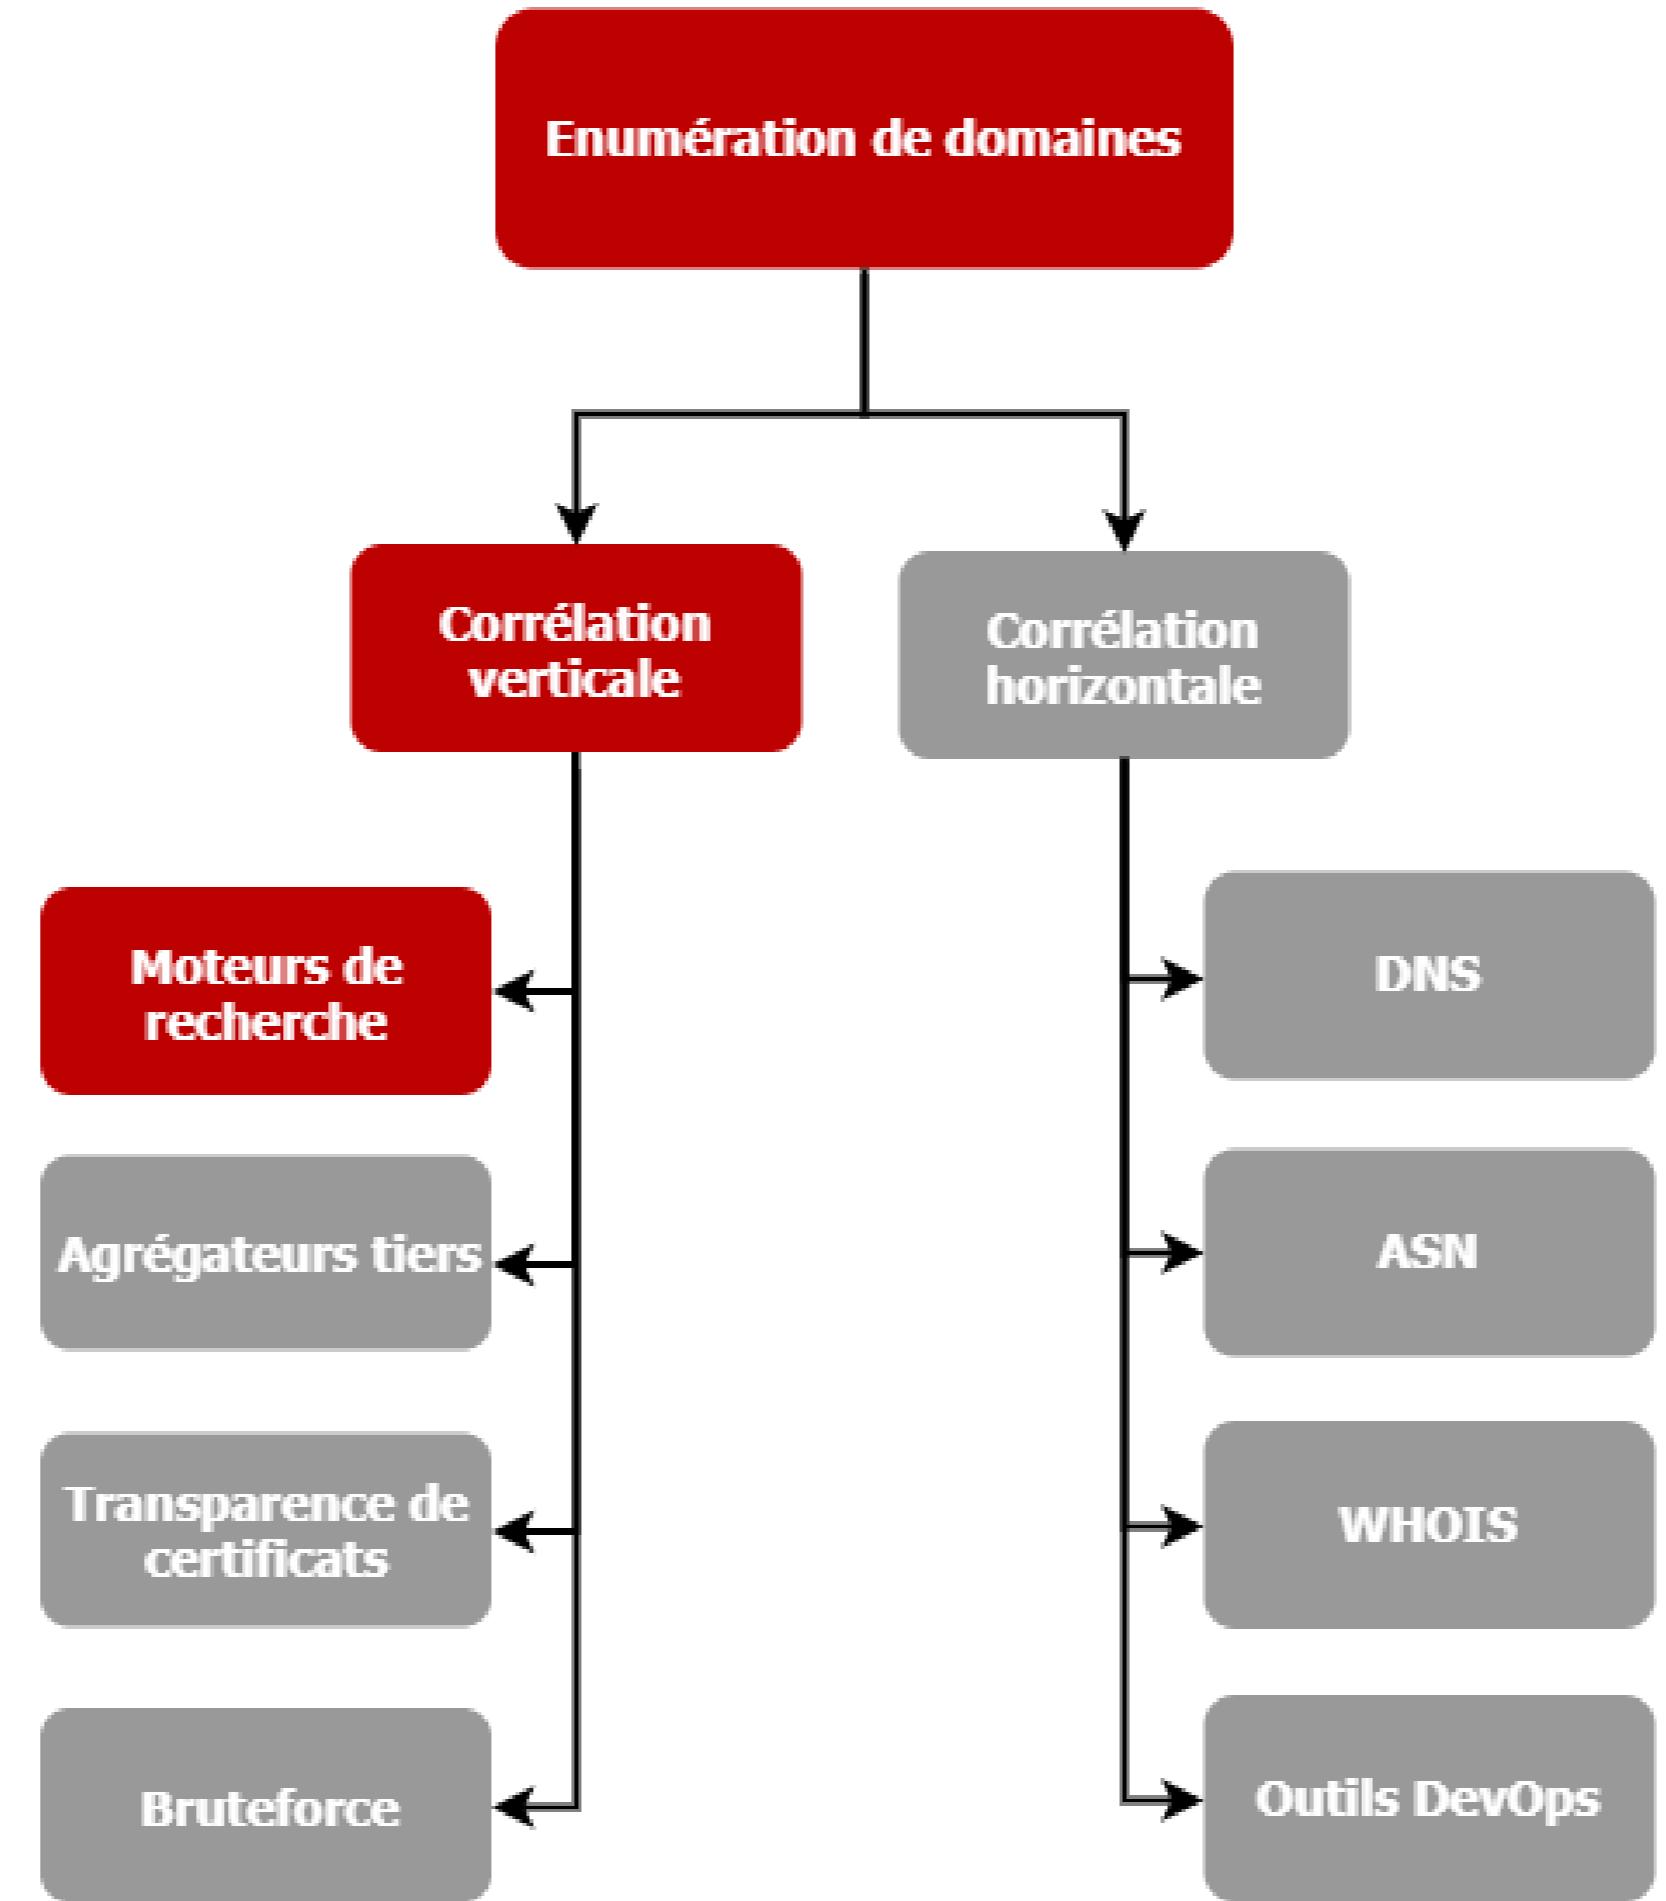 Enumération de domaines
Corrélation
verticale
Corrélation
horizontale
Moteurs de
recherche
Agrégateurs tiers
Transparence de
certificats
Bruteforce
DNS
ASN
WHOIS
Outils DevOps